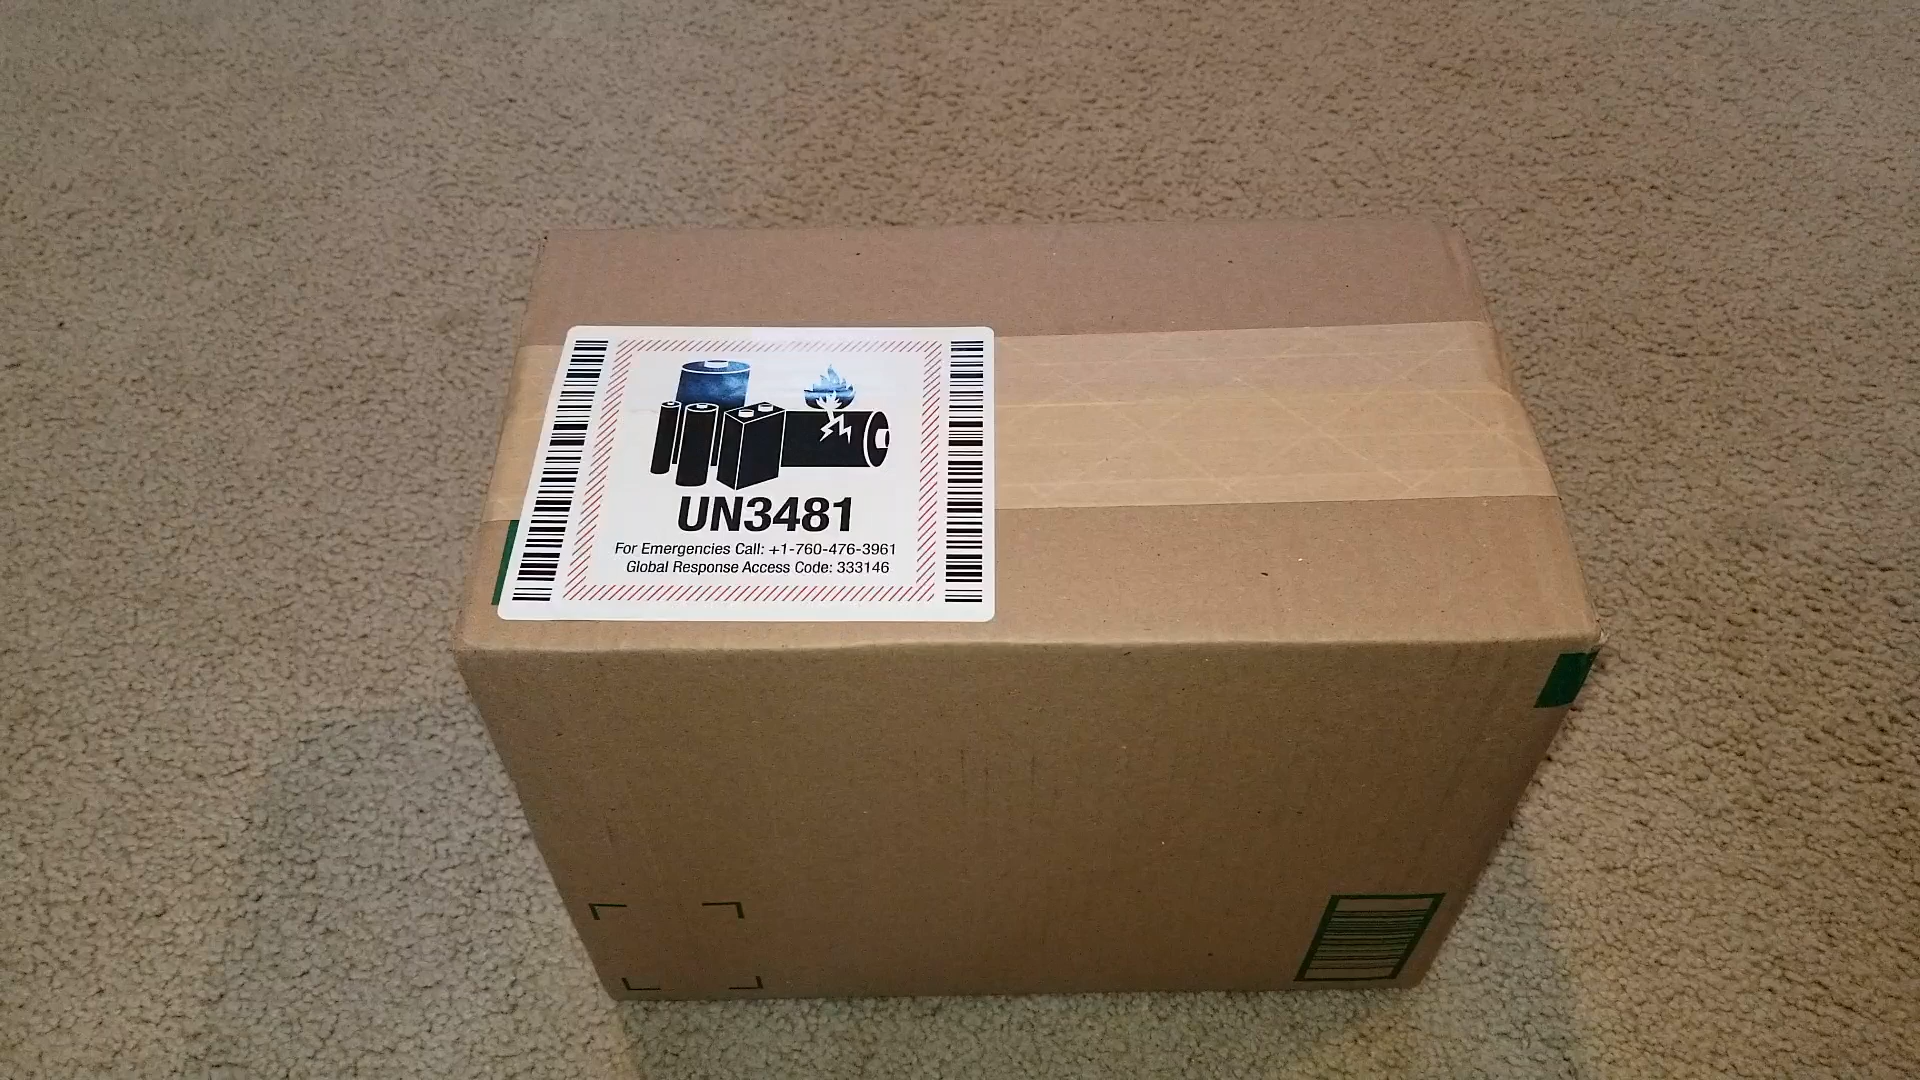 UN3481
For Emergencies Call: +1-760-476-3961
Global Response Access Code: 333146